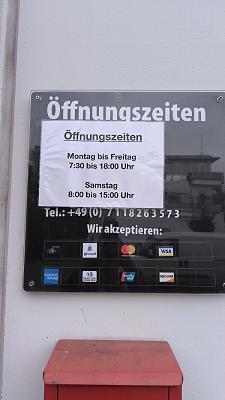 Öffnungszeiten
Öffnungszeiten
Montag bis Freitag
7:30 bis 18:00 Uhr
Samstag
8:00 bis 15:00 Uhr
Tel.: +49 (0) 7118263573
Wir akzeptieren:
VISA
DISCOVER